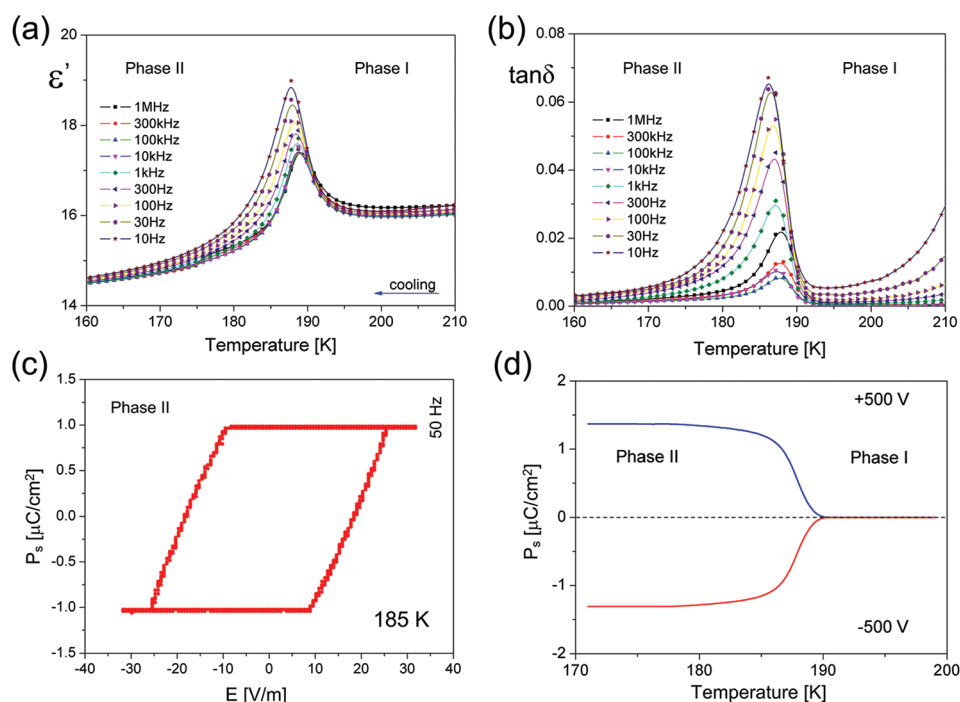 (a)
20
19
18
17
16
15
14
ε'
Phase II
Phase I
1MHz
300kHz
100kHz
10kHz
1kHz
300Hz
100Hz
30Hz
10Hz
cooling
160 170 180 190 200 210
Temperature [K]
(b)
0.08
0.06
0.04
0.02
0.00
tanδ
Phase II
Phase I
1MHz
300kHz
100kHz
10kHz
1kHz
300Hz
100Hz
30Hz
10Hz
160 170 180 190 200 210
Temperature [K]
(c)
1.5
1.0
0.5
0.0
-0.5
-1.0
-1.5
Ps [μC/cm²]
Phase II
50 Hz
185 K
-40 -30 -20 -10 0 10 20 30 40
E [V/m]
(d)
2
1
0
-1
-2
Ps [μC/cm²]
+500 V
Phase II
Phase I
-500 V
170 180 190 200
Temperature [K]